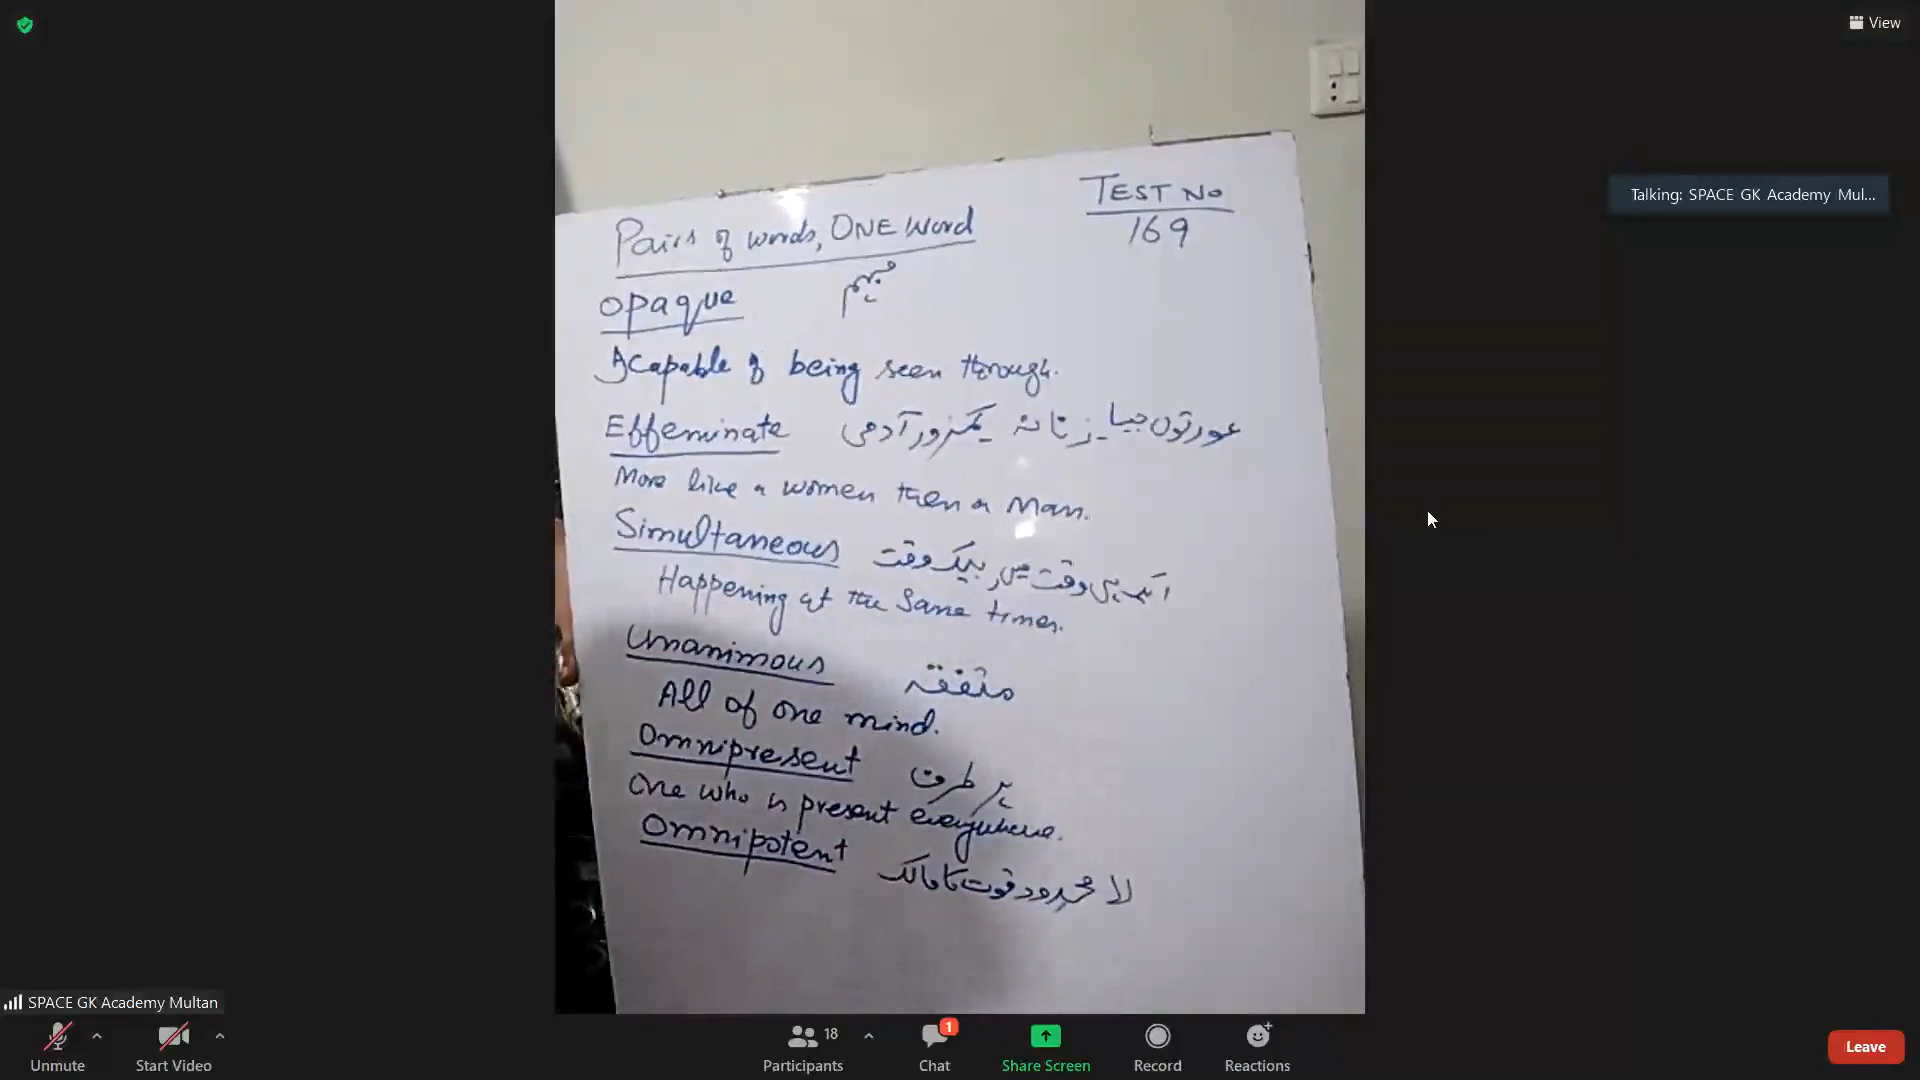 View
Talking: SPACE GK Academy Mul...
TEST NO
169
Pairs of words, ONE Word
opaque مبہم
capable of being seen through.
Effeminate عورتوں جیسا۔ زنانہ ۔ کمزور آدمی
More like a women then a Man.
Simultaneous ایک ہی وقت میں، بیک وقت
Happening at the Same times.
Unanimous متفقہ
All of one mind.
Omnipresent ہر طرف
One who is present everywhere.
Omnipotent لا محدود قوت کا مالک
SPACE GK Academy Multan
Unmute
Start Video
Participants 18
Chat 1
Share Screen
Record
Reactions
Leave